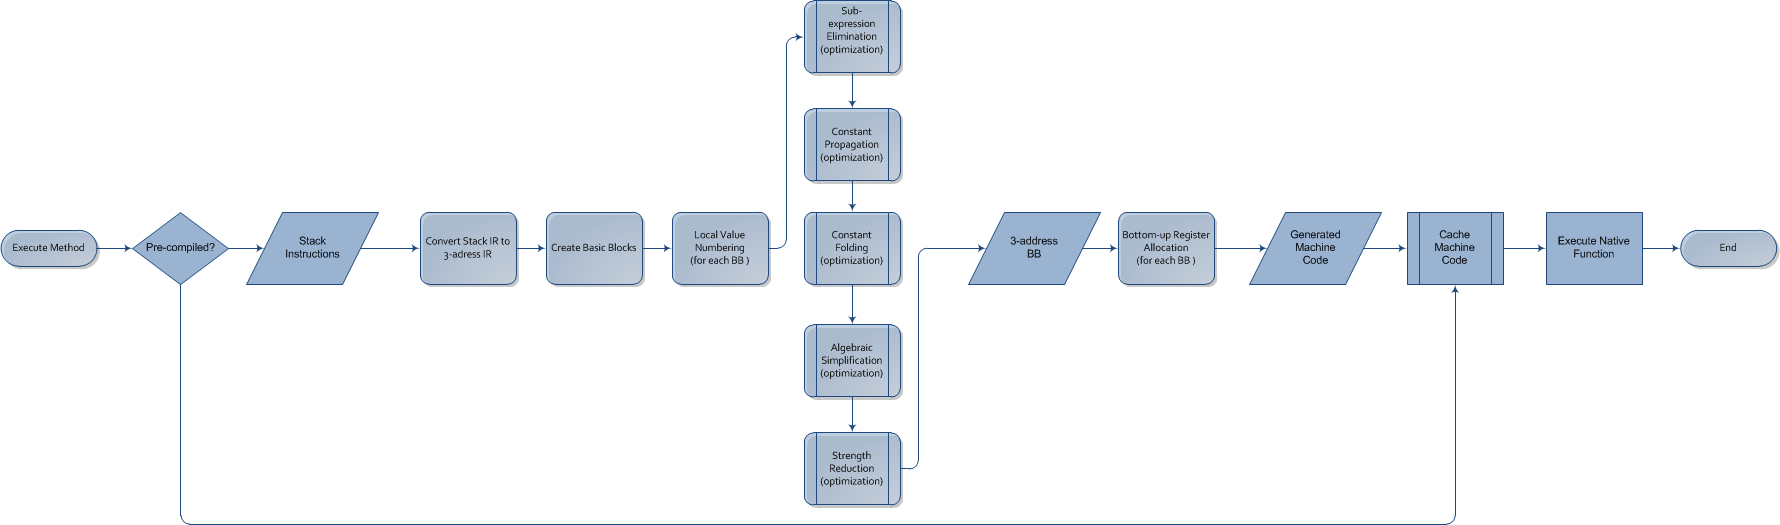 Execute Method
Pre-compiled?
Stack
Instructions
Convert Stack IR to
3-adress IR
Create Basic Blocks
Local Value
Numbering
(for each BB )
Sub-
expression
Elimination
(optimization)
Constant
Propagation
(optimization)
Constant
Folding
(optimization)
Algebraic
Simplification
(optimization)
Strength
Reduction
(optimization)
3-address
BB
Bottom-up Register
Allocation
(for each BB )
Generated
Machine
Code
Cache
Machine
Code
Execute Native
Function
End